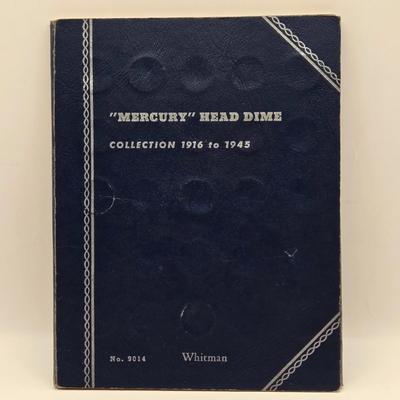 "MERCURY" HEAD DIME
COLLECTION 1916 to 1945
No. 9014 Whitman